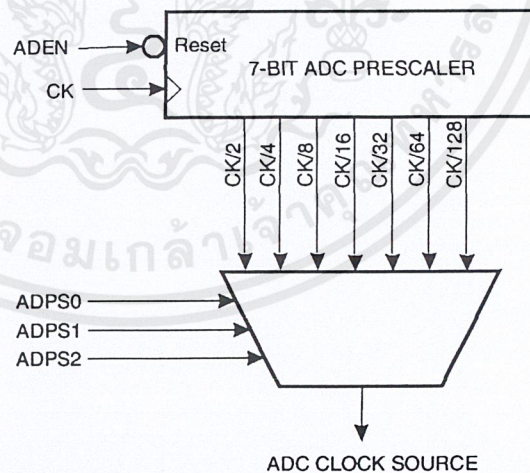 ADEN
Reset
7-BIT ADC PRESCALER
CK
CK/2
CK/4
CK/8
CK/16
CK/32
CK/64
CK/128
ADPS0
ADPS1
ADPS2
ADC CLOCK SOURCE